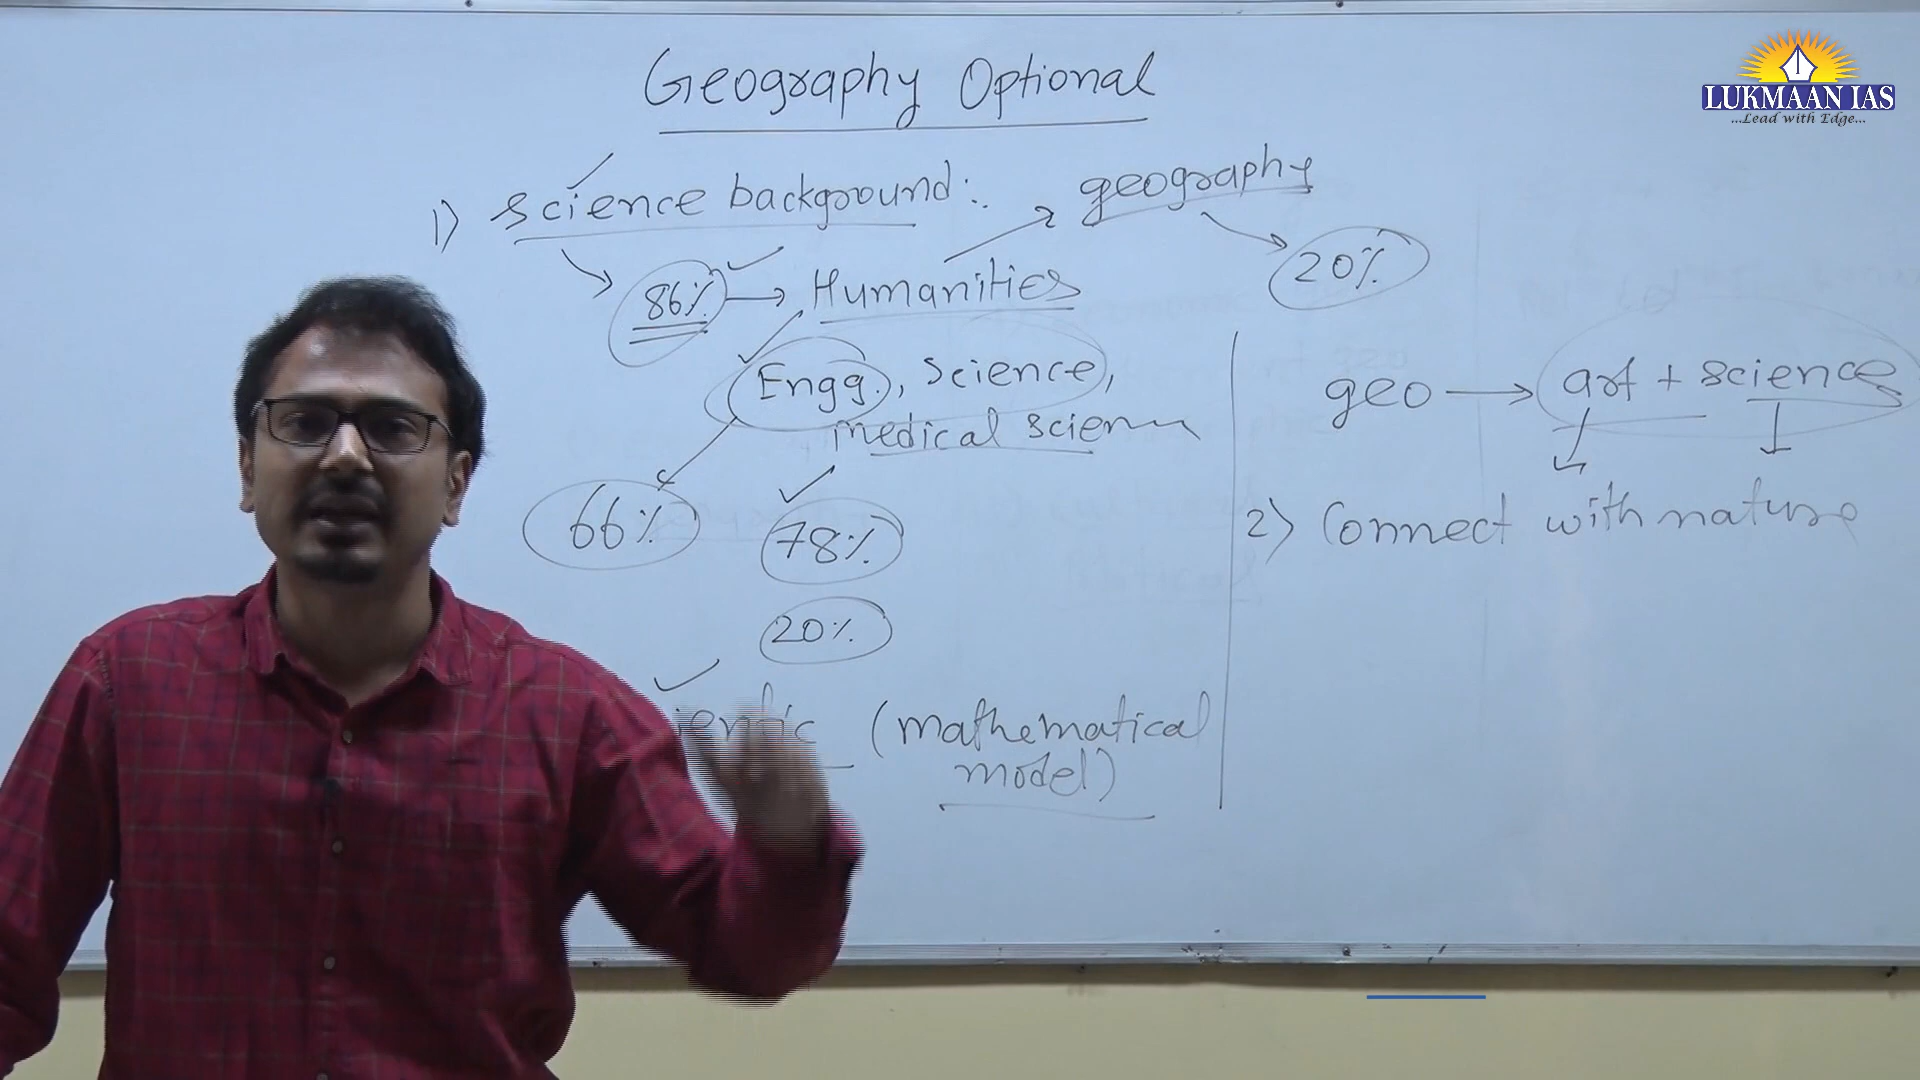 Geography Optional
1) science background:. geography
86% → Humanities 20%
Engg., Science,
medical scien
66% 78%
20%
ientic (mathematical
model)
geo → art + science
2) Connect with nature
LUKMAAN IAS
...Lead with Edge...